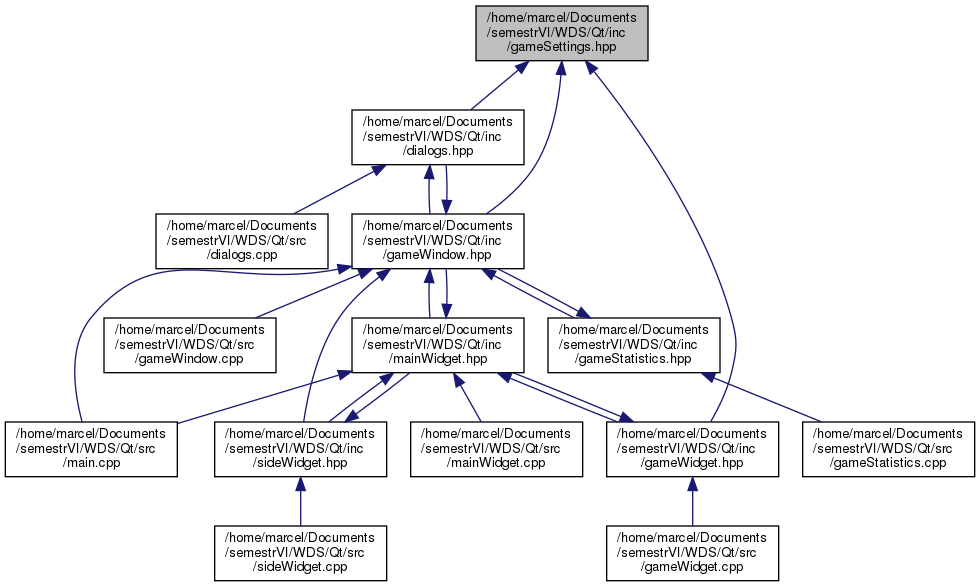 /home/marcel/Documents
/semestrVI/WDS/Qt/inc
/gameSettings.hpp
/home/marcel/Documents
/semestrVI/WDS/Qt/inc
/dialogs.hpp
/home/marcel/Documents
/semestrVI/WDS/Qt/src
/dialogs.cpp
/home/marcel/Documents
/semestrVI/WDS/Qt/inc
/gameWindow.hpp
/home/marcel/Documents
/semestrVI/WDS/Qt/src
/gameWindow.cpp
/home/marcel/Documents
/semestrVI/WDS/Qt/inc
/mainWidget.hpp
/home/marcel/Documents
/semestrVI/WDS/Qt/inc
/gameStatistics.hpp
/home/marcel/Documents
/semestrVI/WDS/Qt/src
/main.cpp
/home/marcel/Documents
/semestrVI/WDS/Qt/inc
/sideWidget.hpp
/home/marcel/Documents
/semestrVI/WDS/Qt/src
/mainWidget.cpp
/home/marcel/Documents
/semestrVI/WDS/Qt/inc
/gameWidget.hpp
/home/marcel/Documents
/semestrVI/WDS/Qt/src
/gameStatistics.cpp
/home/marcel/Documents
/semestrVI/WDS/Qt/src
/sideWidget.cpp
/home/marcel/Documents
/semestrVI/WDS/Qt/src
/gameWidget.cpp